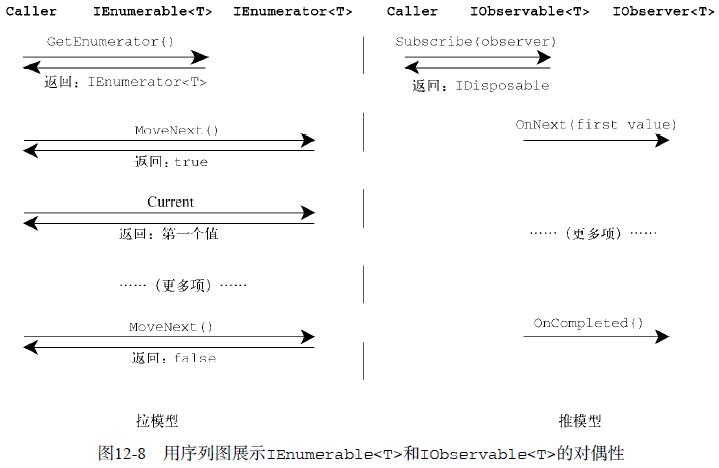 Caller IEnumerable<T> IEnumerator<T> Caller IObservable<T> IObserver<T>
GetEnumerator() Subscribe(observer)
返回：IEnumerator<T> 返回：IDisposable
MoveNext() OnNext(first value)
返回：true
Current
返回：第一个值 ……（更多项）……
……（更多项）……
MoveNext() OnCompleted()
返回：false
拉模型 推模型
图12-8 用序列图展示IEnumerable<T>和IObservable<T>的对偶性